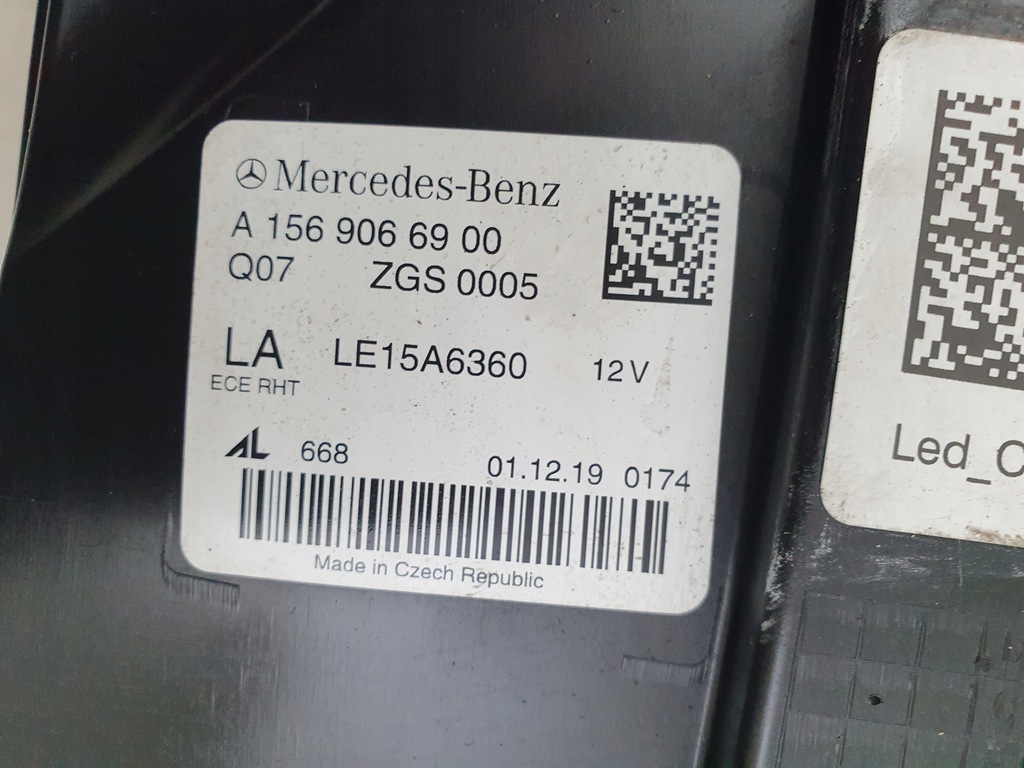 Mercedes-Benz
A 156 906 69 00
Q07 ZGS 0005
LA LE15A6360 12V
ECE RHT
AL 668 01.12.19 0174
Made in Czech Republic
Led_C